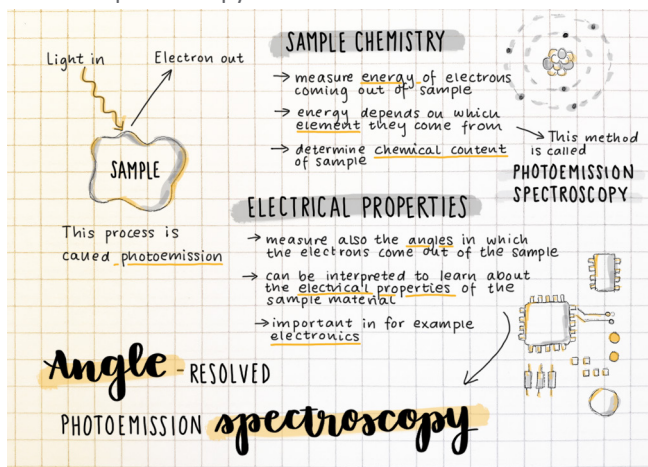 Light in
Electron out
SAMPLE
This process is
called photoemission
SAMPLE CHEMISTRY
→ measure energy of electrons
coming out of sample
→ energy depends on which
element they come from
→ determine chemical content
of sample
→ This method
is called
PHOTOEMISSION
SPECTROSCOPY
ELECTRICAL PROPERTIES
→ measure also the angles in which
the electrons come out of the sample
→ can be interpreted to learn about
the electrical properties of the
sample material
→ important in for example
electronics
Angle - RESOLVED
PHOTOEMISSION spectroscopy